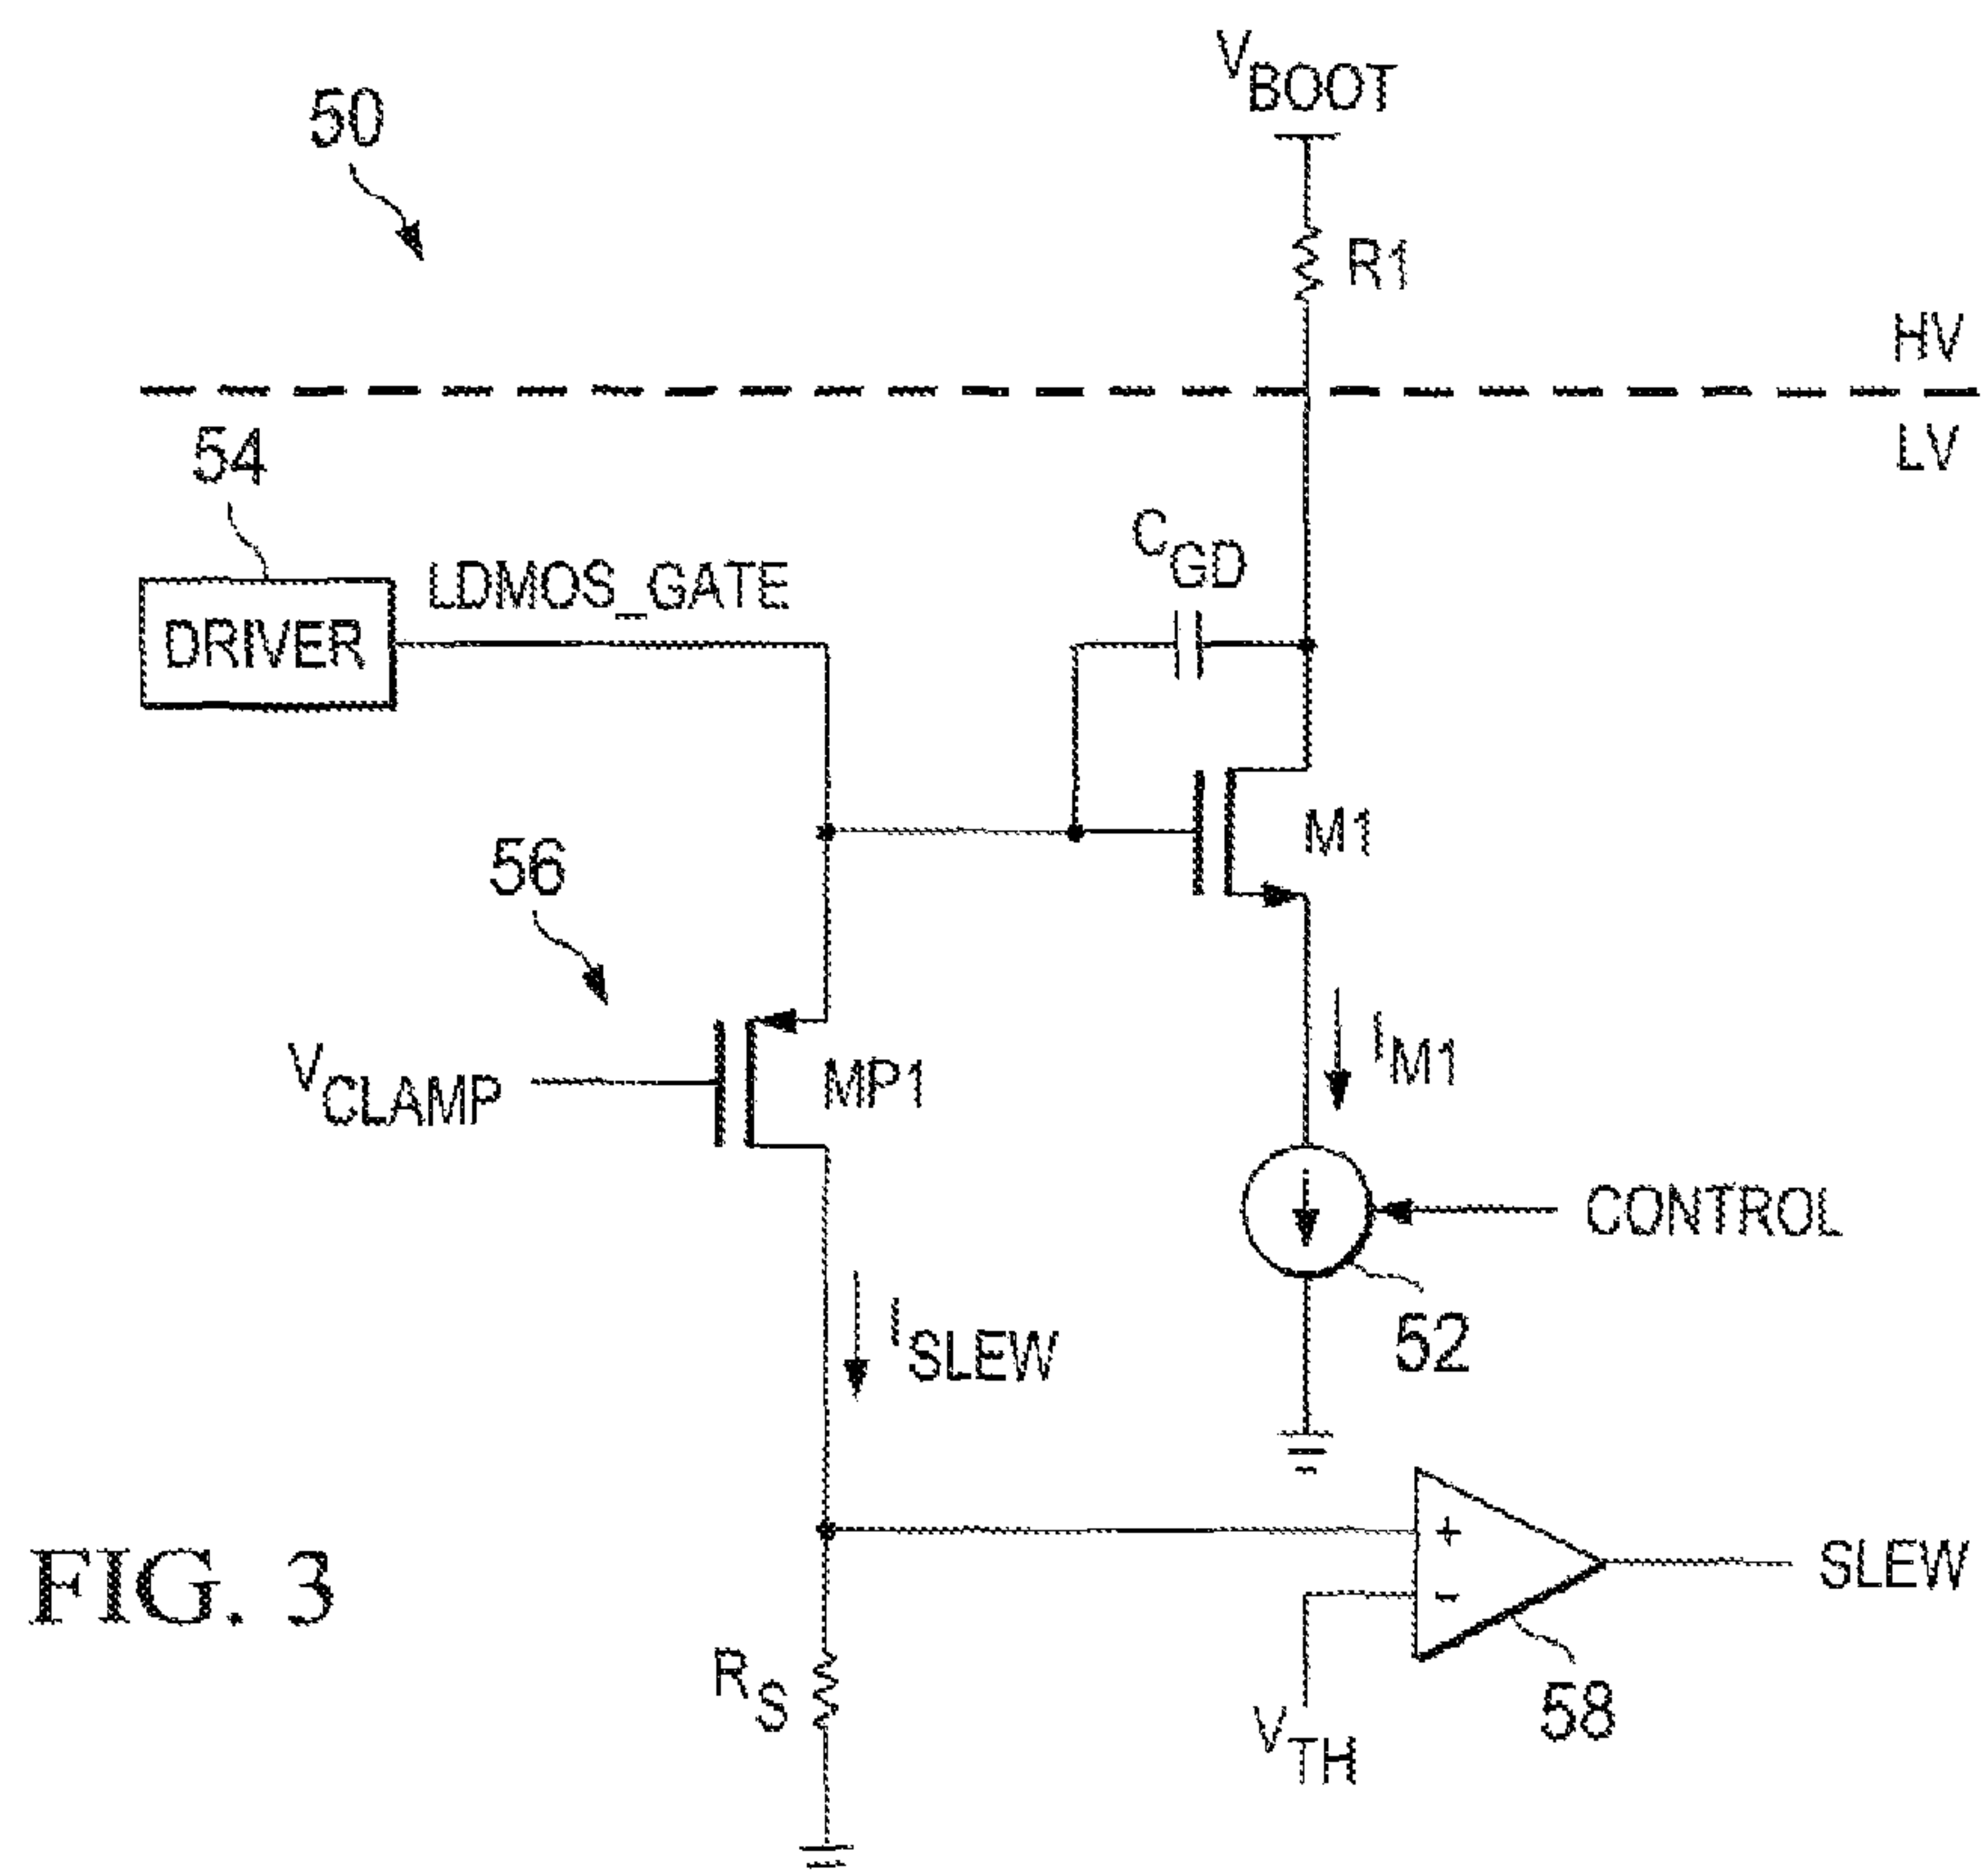 V_BOOT
50
R1
HV
LV
54
C_GD
LDMOS_GATE
DRIVER
M1
56
I_M1
V_CLAMP
MP1
CONTROL
I_SLEW
52
+
SLEW
-
FIG. 3
R_S
58
V_TH